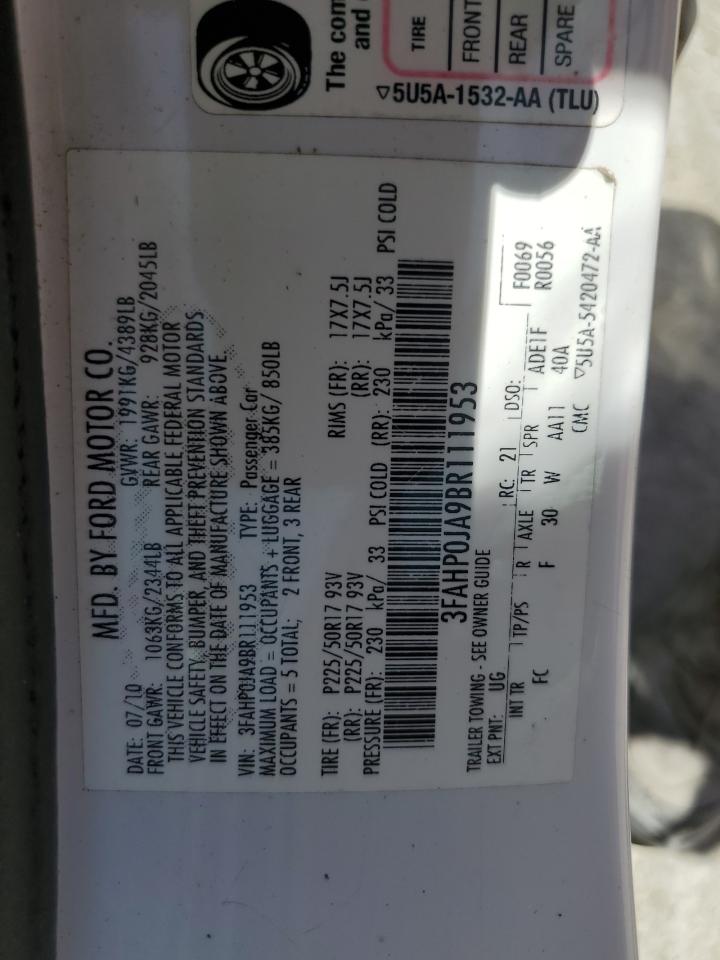 The com
and
TIRE
FRONT
REAR
SPARE
▽5U5A-1532-AA (TLU)
MFD. BY FORD MOTOR CO.
DATE: 07/10 GVWR: 1991KG/4389LB
FRONT GAWR: 1063KG/2344LB REAR GAWR: 928KG/2045LB
THIS VEHICLE CONFORMS TO ALL APPLICABLE FEDERAL MOTOR
VEHICLE SAFETY, BUMPER, AND THEFT PREVENTION STANDARDS
IN EFFECT ON THE DATE OF MANUFACTURE SHOWN ABOVE.
VIN: 3FAHP0JA9BR111953 TYPE: Passenger Car
MAXIMUM LOAD = OCCUPANTS + LUGGAGE = 385KG/ 850LB
OCCUPANTS = 5 TOTAL; 2 FRONT, 3 REAR
TIRE (FR): P225/50R17 93V RIMS (FR): 17X7.5J
(RR): P225/50R17 93V (RR): 17X7.5J
PRESSURE (FR): 230 kPa/ 33 PSI COLD (RR): 230 kPa/ 33 PSI COLD
3FAHP0JA9BR111953
TRAILER TOWING - SEE OWNER GUIDE
EXT PNT: UG RC: 21 DSO: F0069
INT TR TP/PS R AXLE TR SPR ADE1F R0056
FC F 30 W AA11 40A
CMC ▽5U5A-5420472-AA